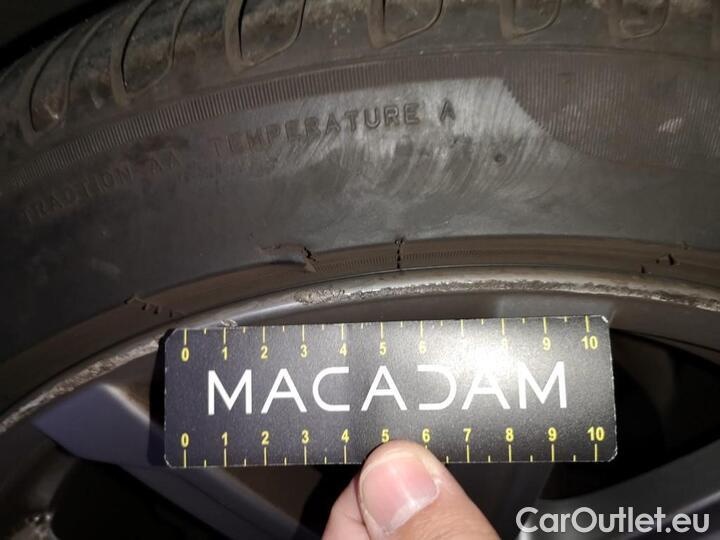 TRACTION AA TEMPERATURE A
0 1 2 3 4 5 6 8 9 10
MACADAM
0 1 2 3 4 5 6 7 8 9 10
CarOutlet.eu